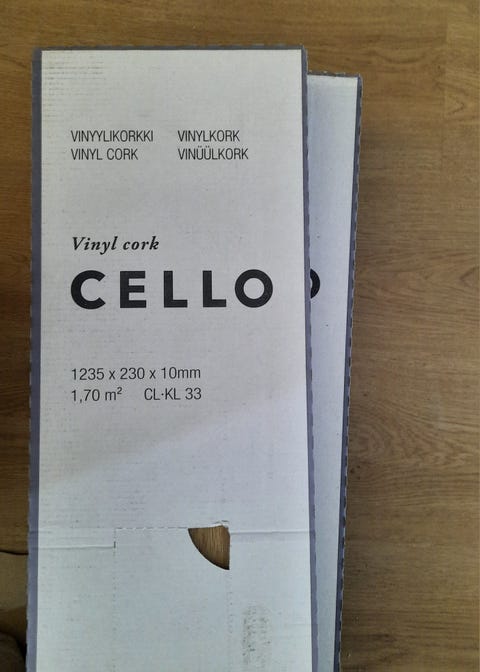 VINYYLIKORKKI VINYLKORK
VINYL CORK VINÜÜLKORK
Vinyl cork
CELLO
1235 x 230 x 10mm
1,70 m² CL-KL 33
O